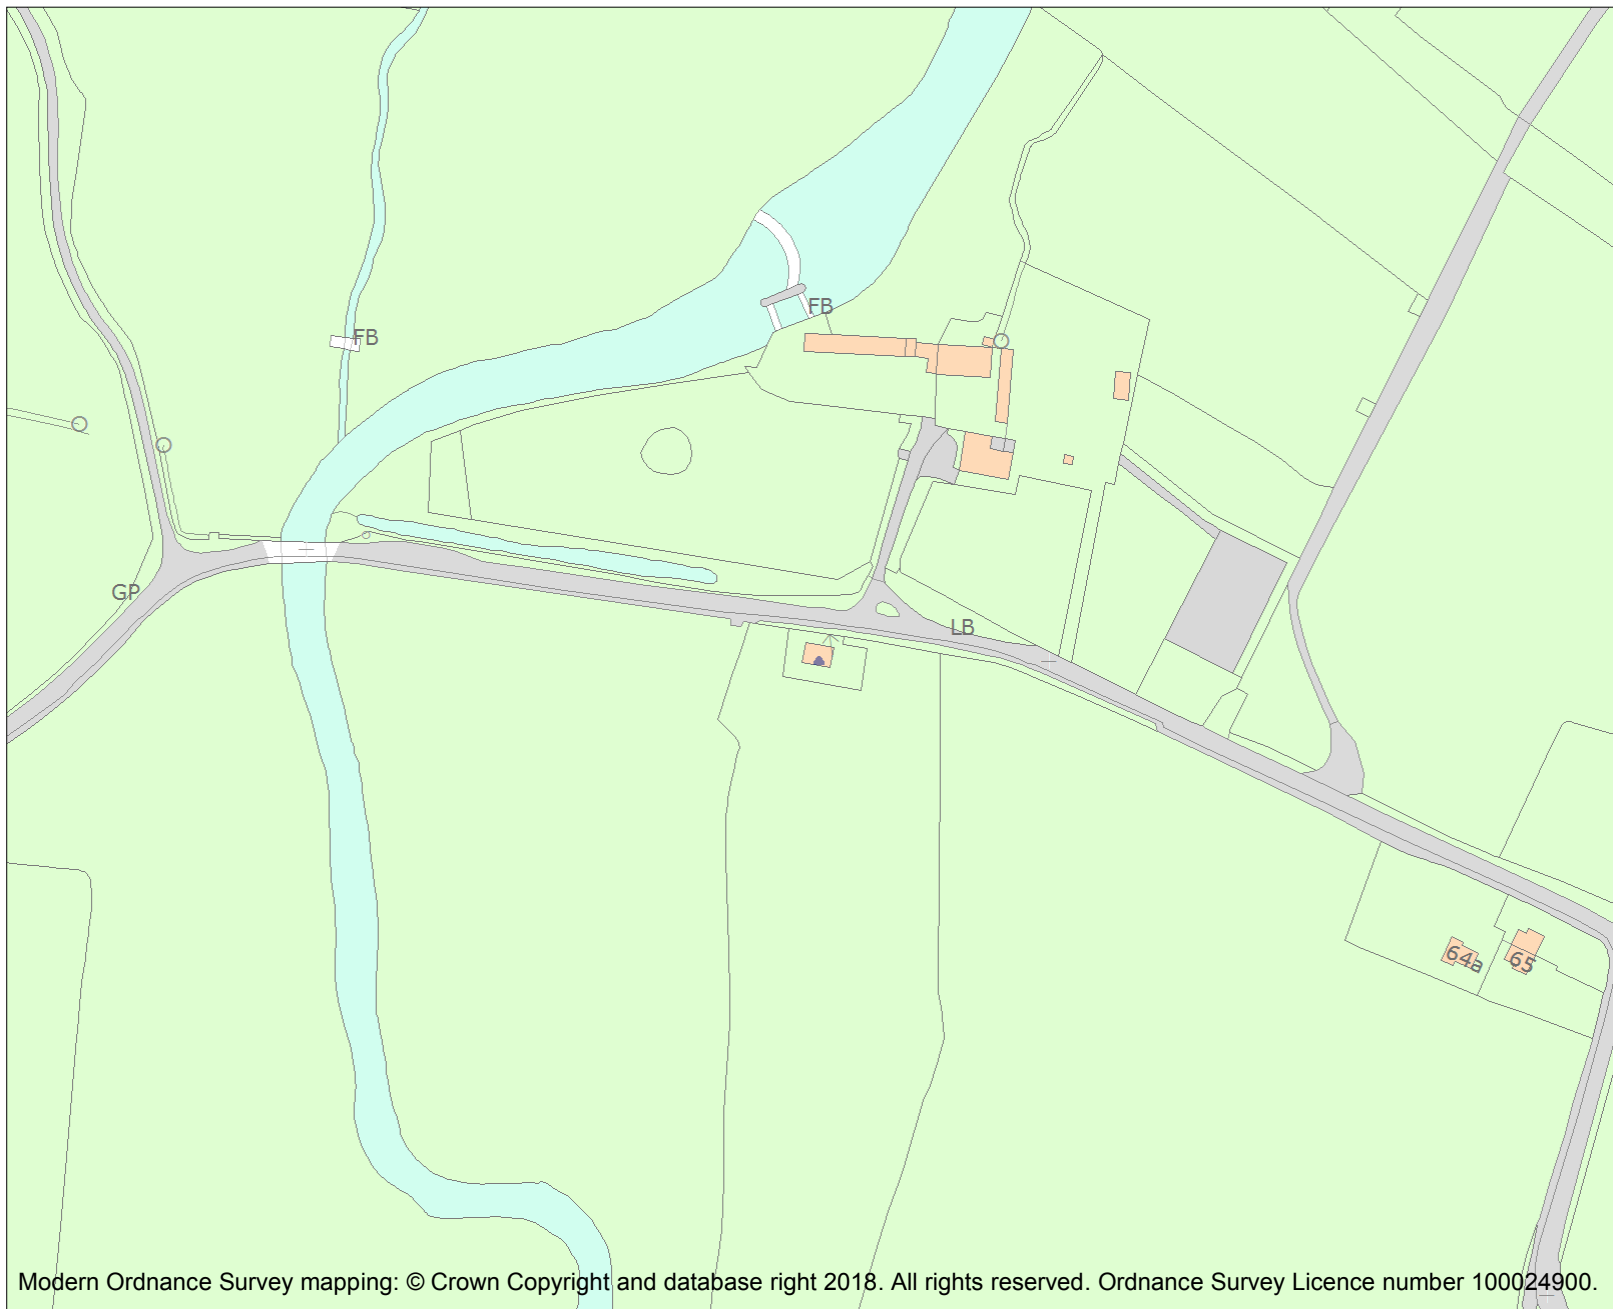 FB
FB
GP
LB
64a
65
Modern Ordnance Survey mapping: © Crown Copyright and database right 2018. All rights reserved. Ordnance Survey Licence number 100024900.